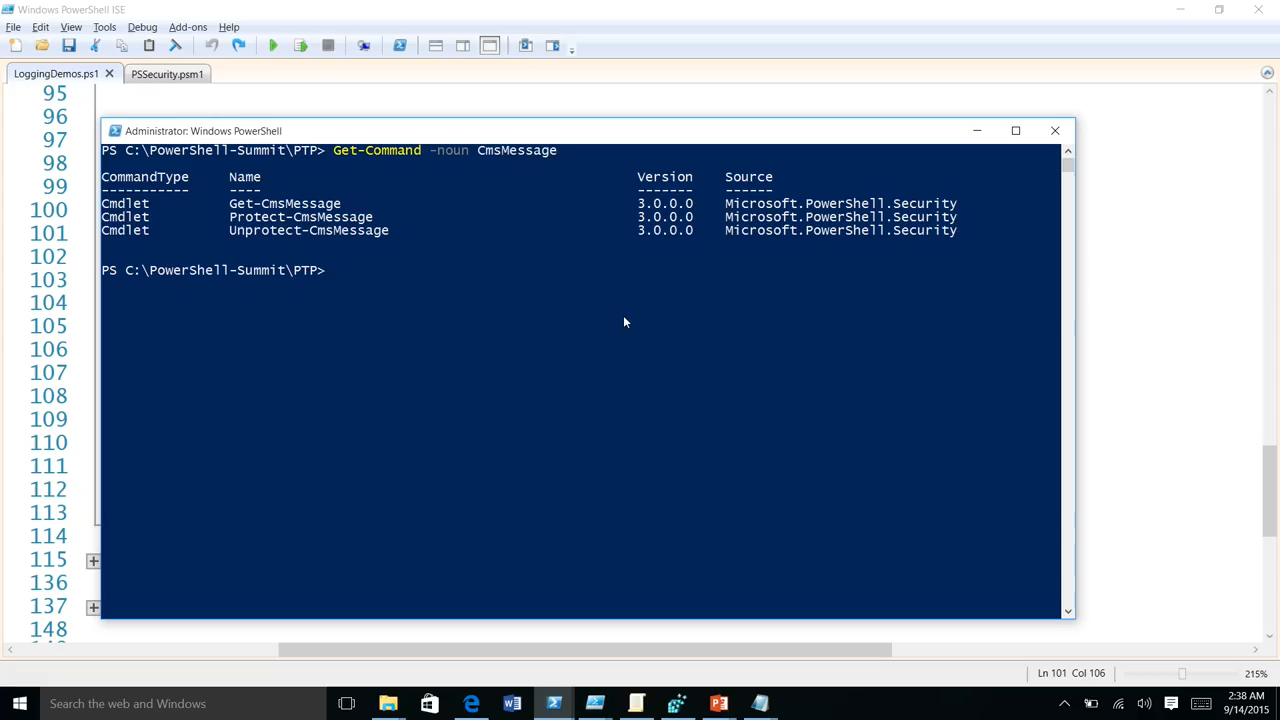 Windows PowerShell ISE
File Edit View Tools Debug Add-ons Help
LoggingDemos.ps1 PSSecurity.psm1
95
96
97
98
99
100
101
102
103
104
105
106
107
108
109
110
111
112
113
114
115
136
137
148
Administrator: Windows PowerShell
PS C:\PowerShell-Summit\PTP> Get-Command -noun CmsMessage
CommandType Name Version Source
----------- ---- ------- ------
Cmdlet Get-CmsMessage 3.0.0.0 Microsoft.PowerShell.Security
Cmdlet Protect-CmsMessage 3.0.0.0 Microsoft.PowerShell.Security
Cmdlet Unprotect-CmsMessage 3.0.0.0 Microsoft.PowerShell.Security
PS C:\PowerShell-Summit\PTP>
Ln 101 Col 106 215%
Search the web and Windows
2:38 AM
9/14/2015